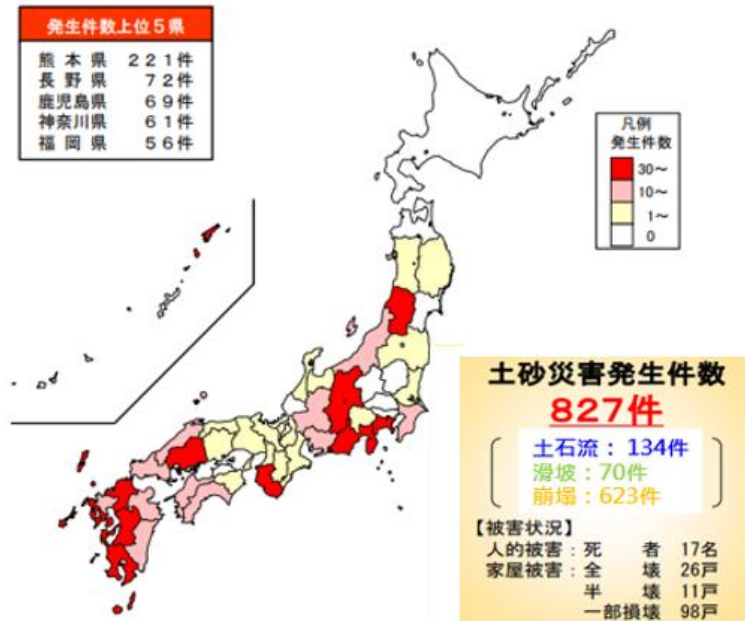 発生件数上位５県
熊本県 ２２１件
長野県 ７２件
鹿児島県 ６９件
神奈川県 ６１件
福岡県 ５６件
凡例
発生件数
30～
10～
1～
0
土砂災害発生件数
827件
土石流：134件
滑坡：70件
崩塌：623件
【被害状況】
人的被害：死 者 17名
家屋被害：全 壊 26戸
半 壊 11戸
一部損壊 98戸